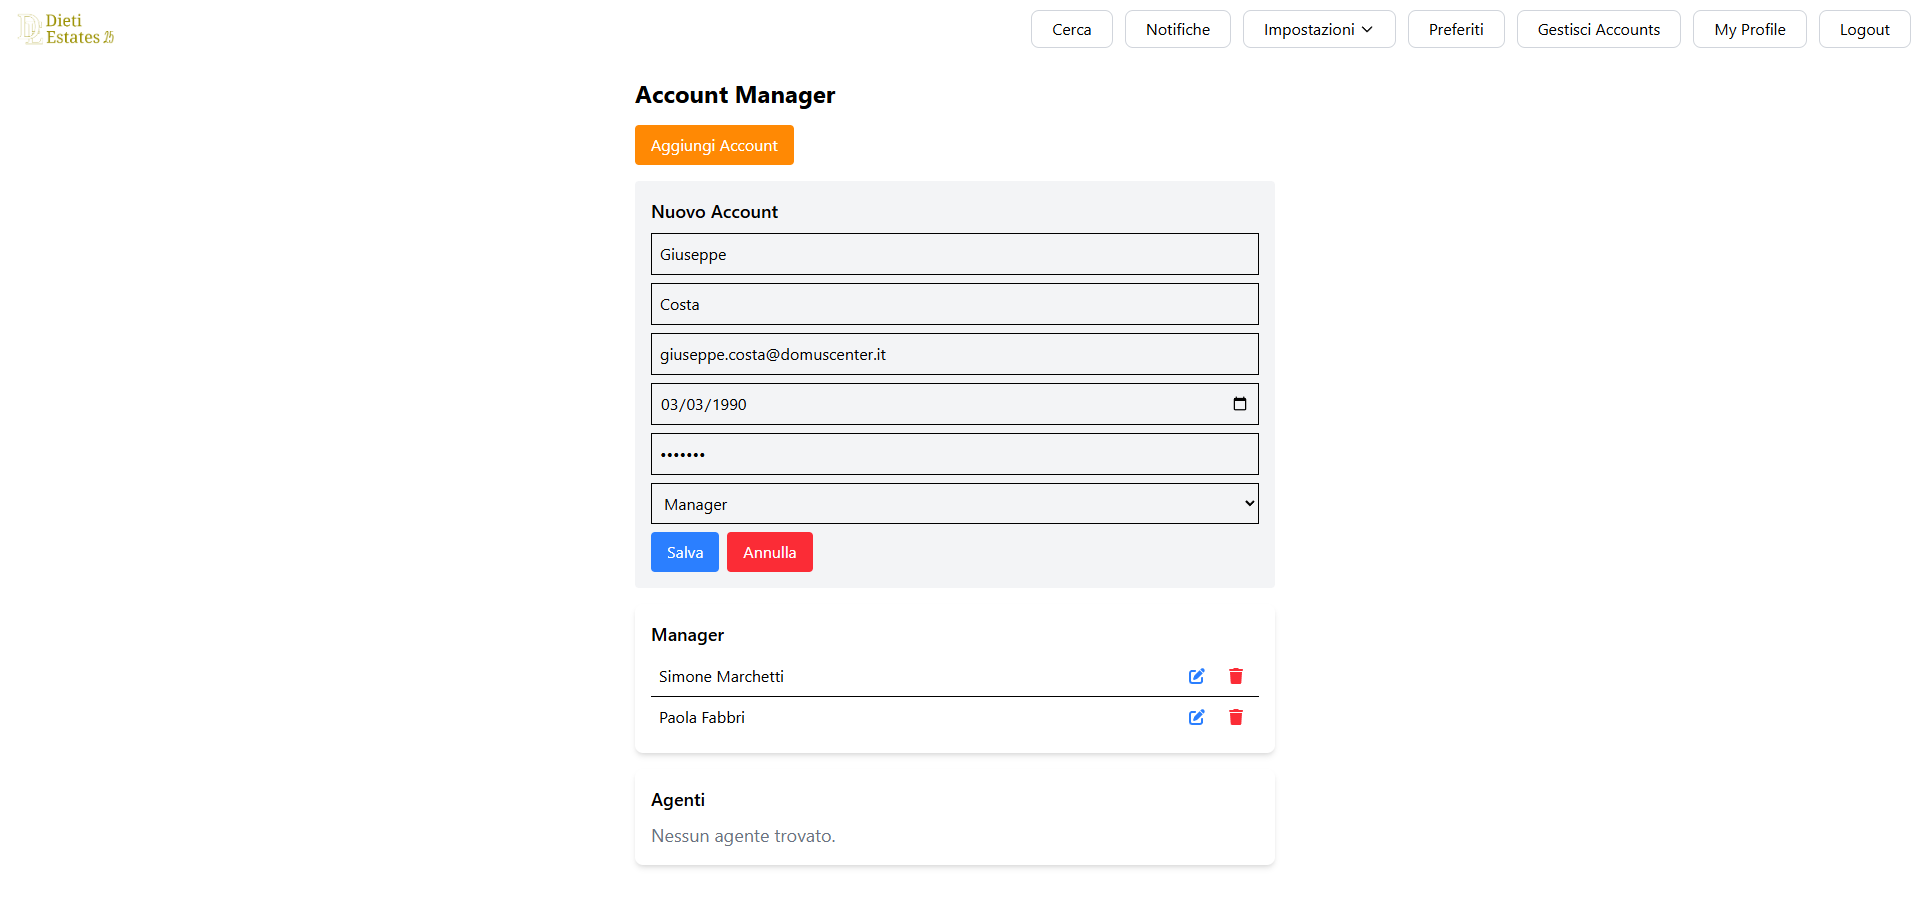 Dieti
Estates 25
Cerca
Notifiche
Impostazioni
Preferiti
Gestisci Accounts
My Profile
Logout
Account Manager
Aggiungi Account
Nuovo Account
Giuseppe
Costa
giuseppe.costa@domuscenter.it
03/03/1990
•••••••
Manager
Salva
Annulla
Manager
Simone Marchetti
Paola Fabbri
Agenti
Nessun agente trovato.